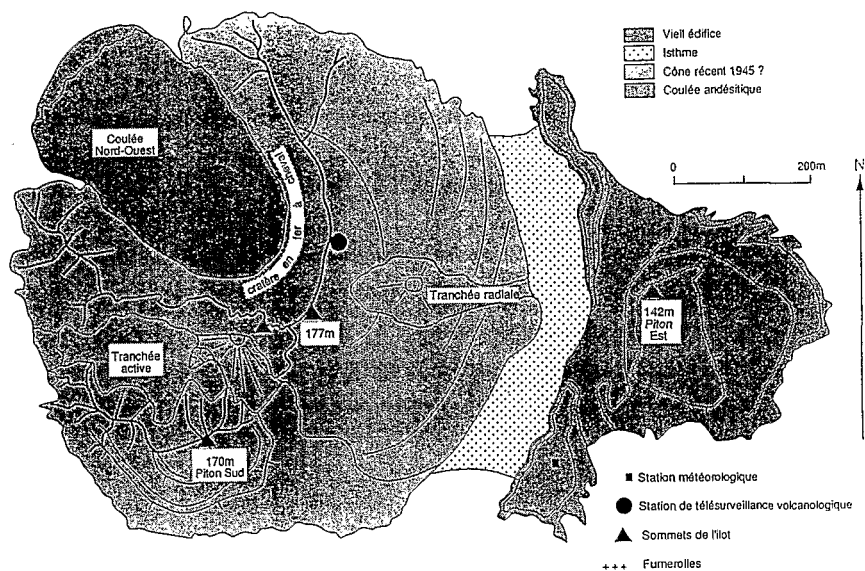 Vieil édifice
Isthme
Cône récent 1945 ?
Coulée andésitique
0
200m
N
Coulée
Nord-Ouest
cratère en fer à cheval
Tranchée radiale
177m
142m
Piton
Est
Tranchée
active
170m
Piton Sud
Station météorologique
Station de télésurveillance volcanologique
Sommets de l'îlot
Fumerolles